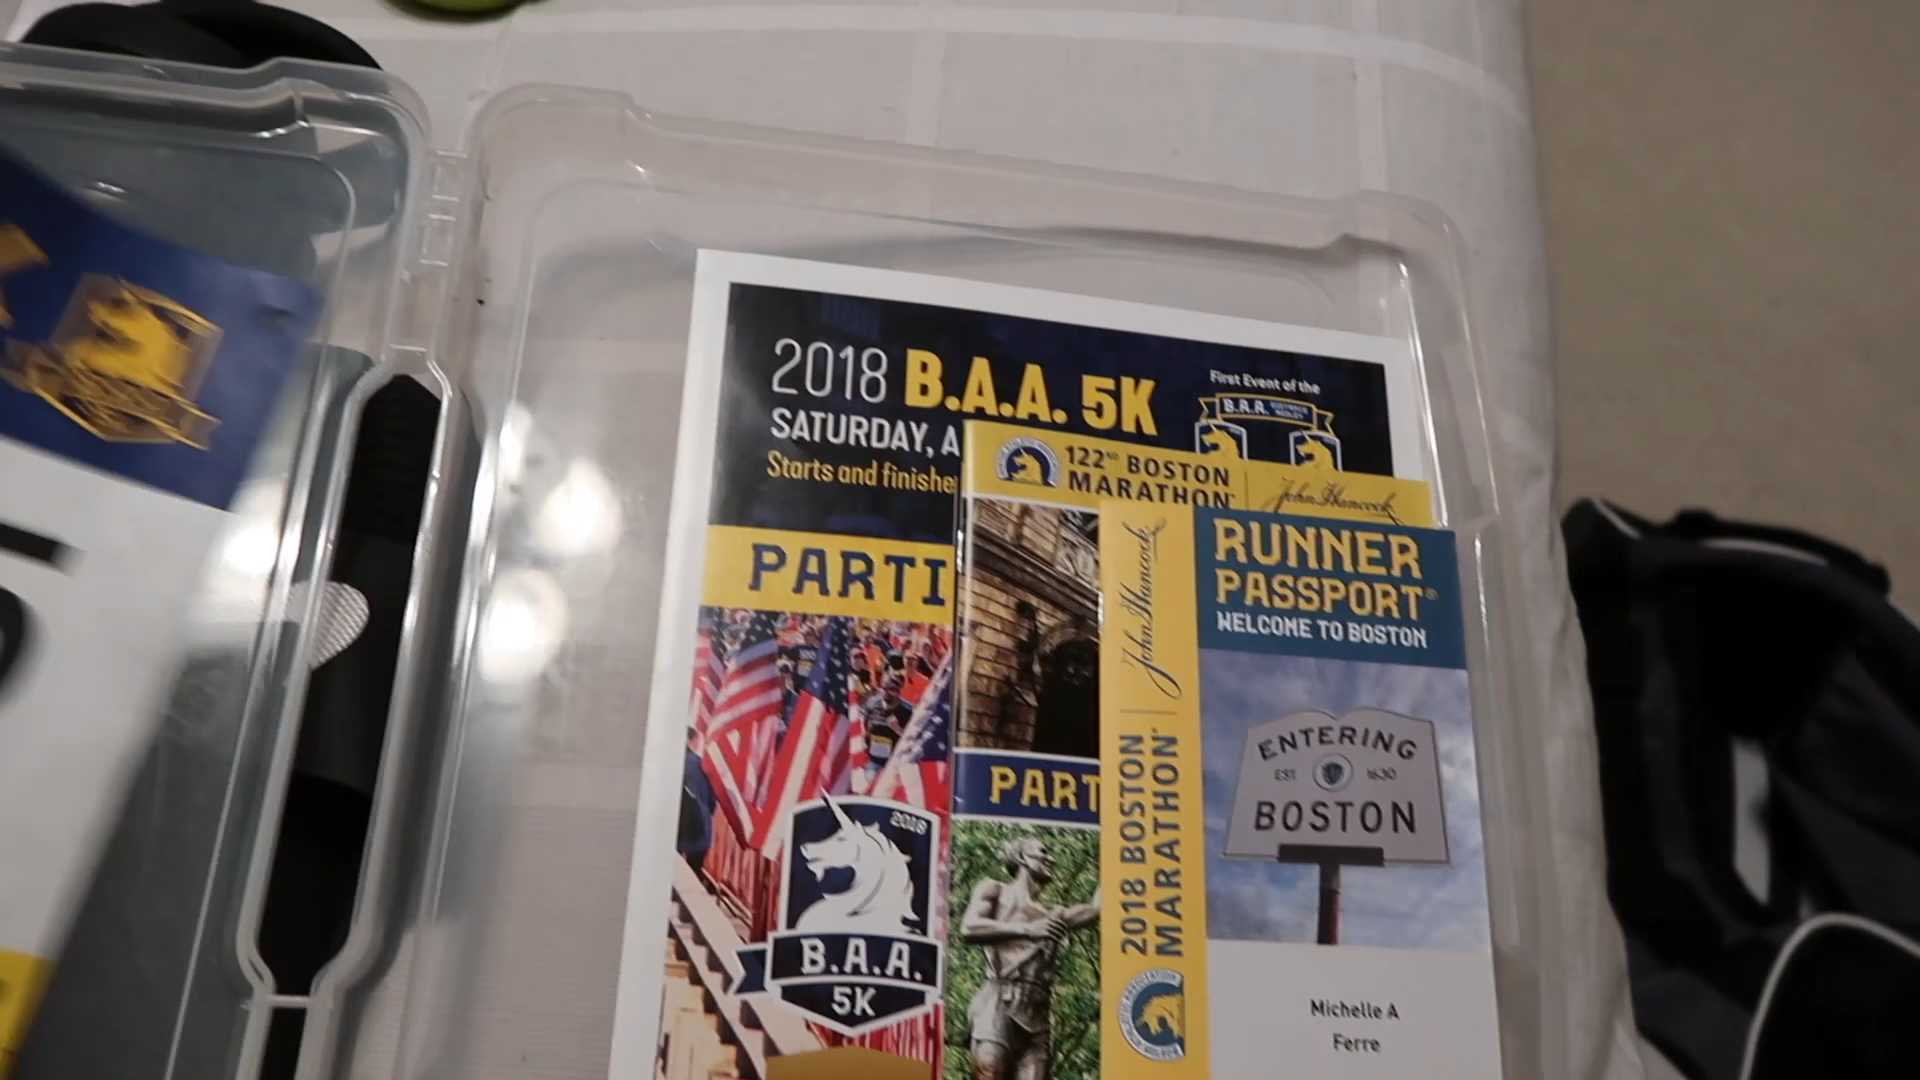 2018 B.A.A. 5K
SATURDAY, A
Starts and finishe
First Event of the
B.A.A.
PARTI
2018
B.A.A.
5K
122ND BOSTON
MARATHON
John Hancock
PART
John Hancock
2018 BOSTON
MARATHON
RUNNER
PASSPORT®
WELCOME TO BOSTON
ENTERING
EST 1630
BOSTON
Michelle A
Ferre